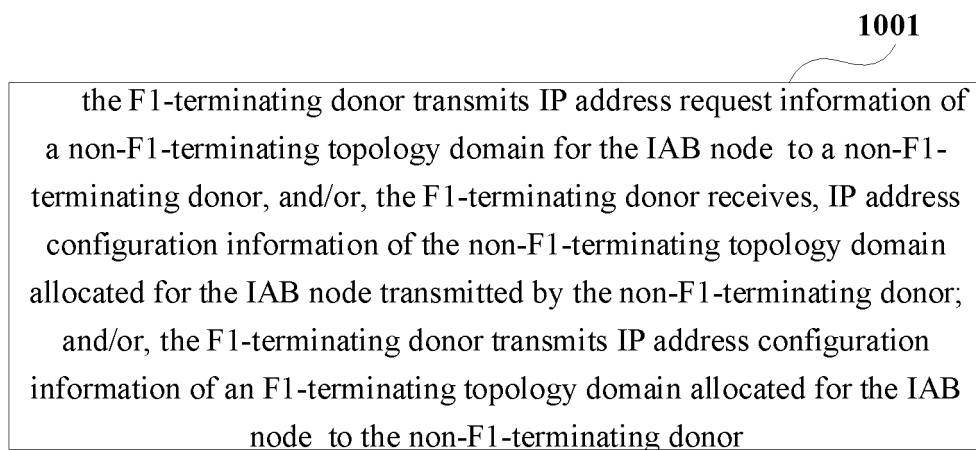 1001
the F1-terminating donor transmits IP address request information of
a non-F1-terminating topology domain for the IAB node to a non-F1-
terminating donor, and/or, the F1-terminating donor receives, IP address
configuration information of the non-F1-terminating topology domain
allocated for the IAB node transmitted by the non-F1-terminating donor;
and/or, the F1-terminating donor transmits IP address configuration
information of an F1-terminating topology domain allocated for the IAB
node to the non-F1-terminating donor